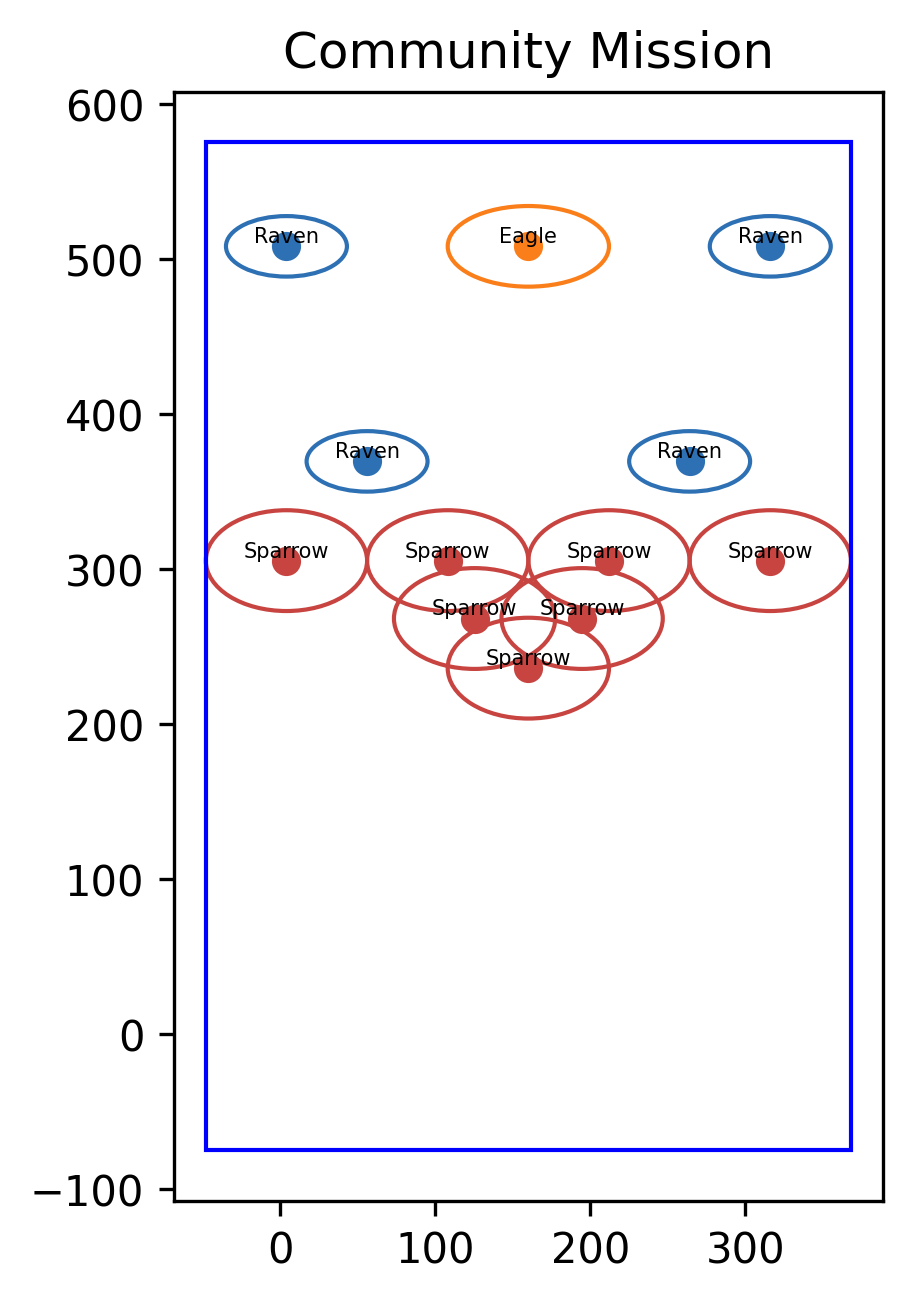 Community Mission
600
Raven Eagle Raven
500
400
Raven Raven
Sparrow Sparrow Sparrow Sparrow
300
Sparrow Sparrow
Sparrow
200
100
0
−100
0 100 200 300